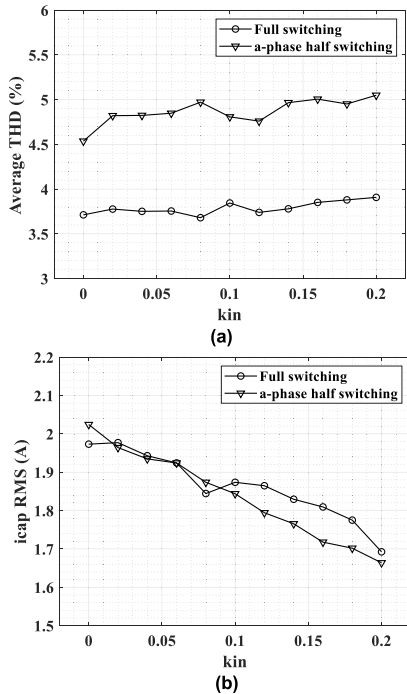 6
5.5
5
4.5
4
3.5
3
Average THD (%)
Full switching
a-phase half switching
0
0.05
0.1
0.15
0.2
kin
(a)
2.2
2.1
2
1.9
1.8
1.7
1.6
1.5
icap RMS (A)
Full switching
a-phase half switching
0
0.05
0.1
0.15
0.2
kin
(b)